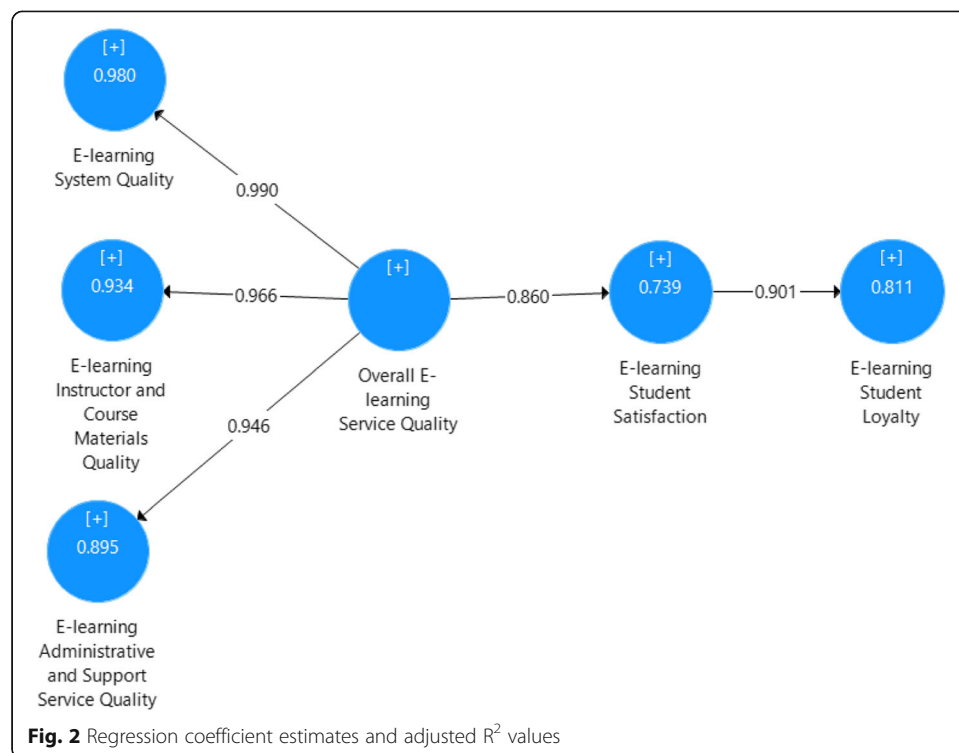 [+]
0.980
E-learning
System Quality
0.990
[+]
0.934
E-learning
Instructor and
Course
Materials
Quality
0.966
[+]
Overall E-
learning
Service Quality
0.860
[+]
0.739
E-learning
Student
Satisfaction
0.901
[+]
0.811
E-learning
Student
Loyalty
0.946
[+]
0.895
E-learning
Administrative
and Support
Service Quality
Fig. 2 Regression coefficient estimates and adjusted R² values